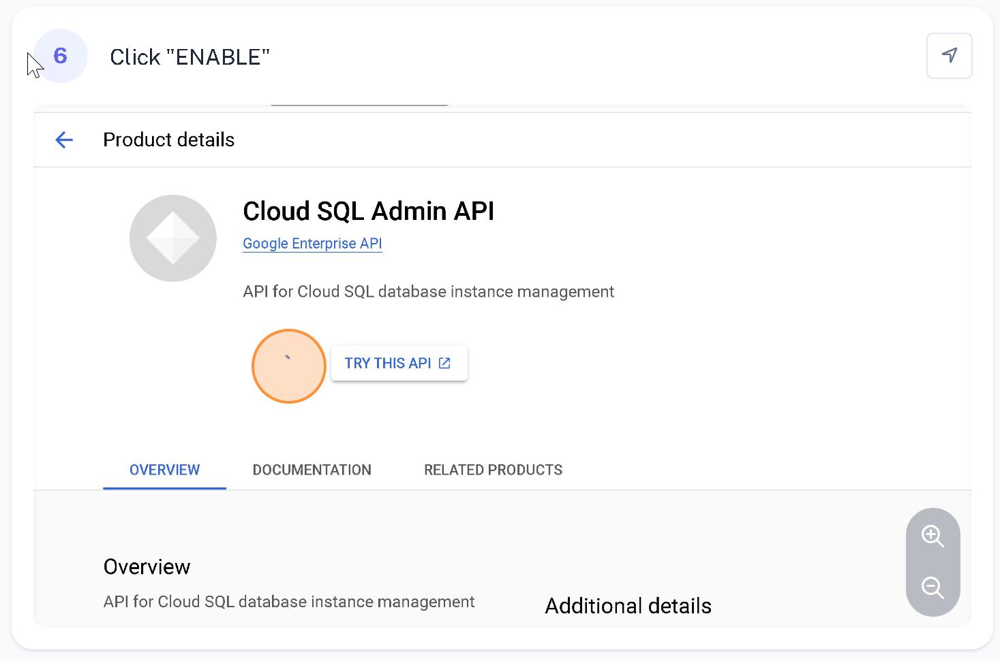 6
Click "ENABLE"
Product details
Cloud SQL Admin API
Google Enterprise API
API for Cloud SQL database instance management
TRY THIS API
OVERVIEW DOCUMENTATION RELATED PRODUCTS
Overview
API for Cloud SQL database instance management
Additional details